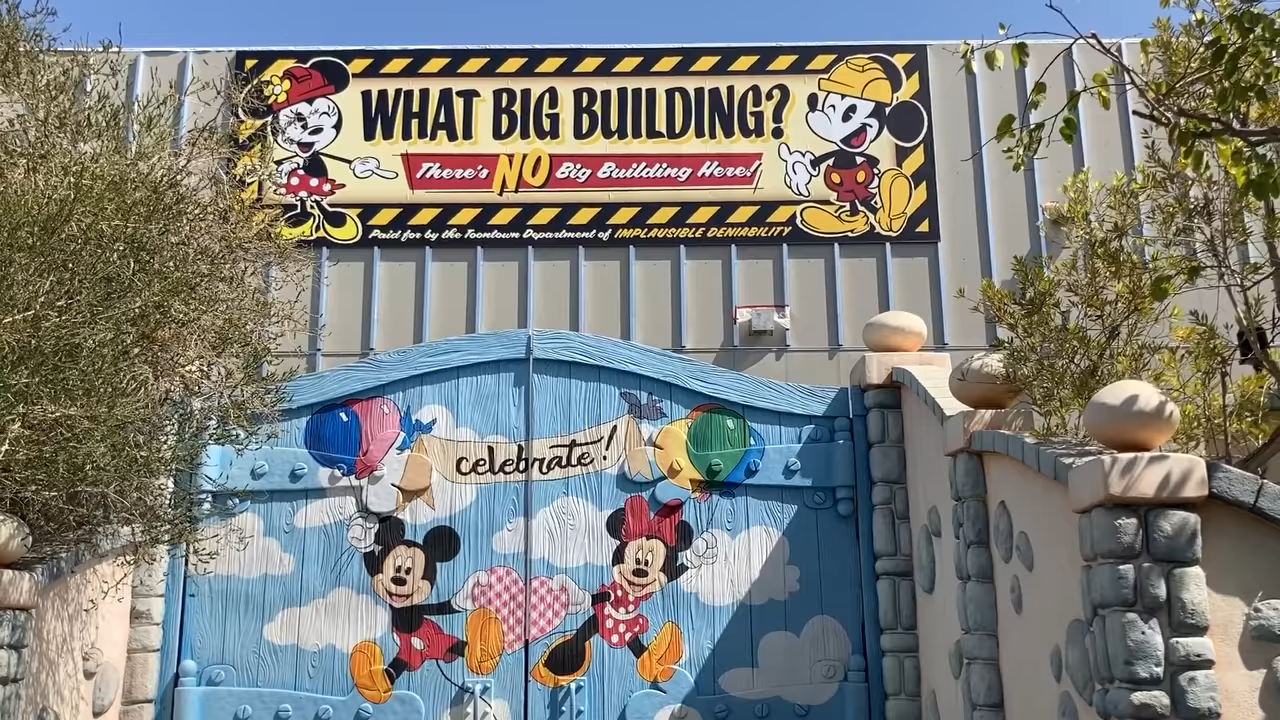 WHAT BIG BUILDING?
There's NO Big Building Here!
Paid for by the Toontown Department of IMPLAUSIBLE DENIABILITY
celebrate!